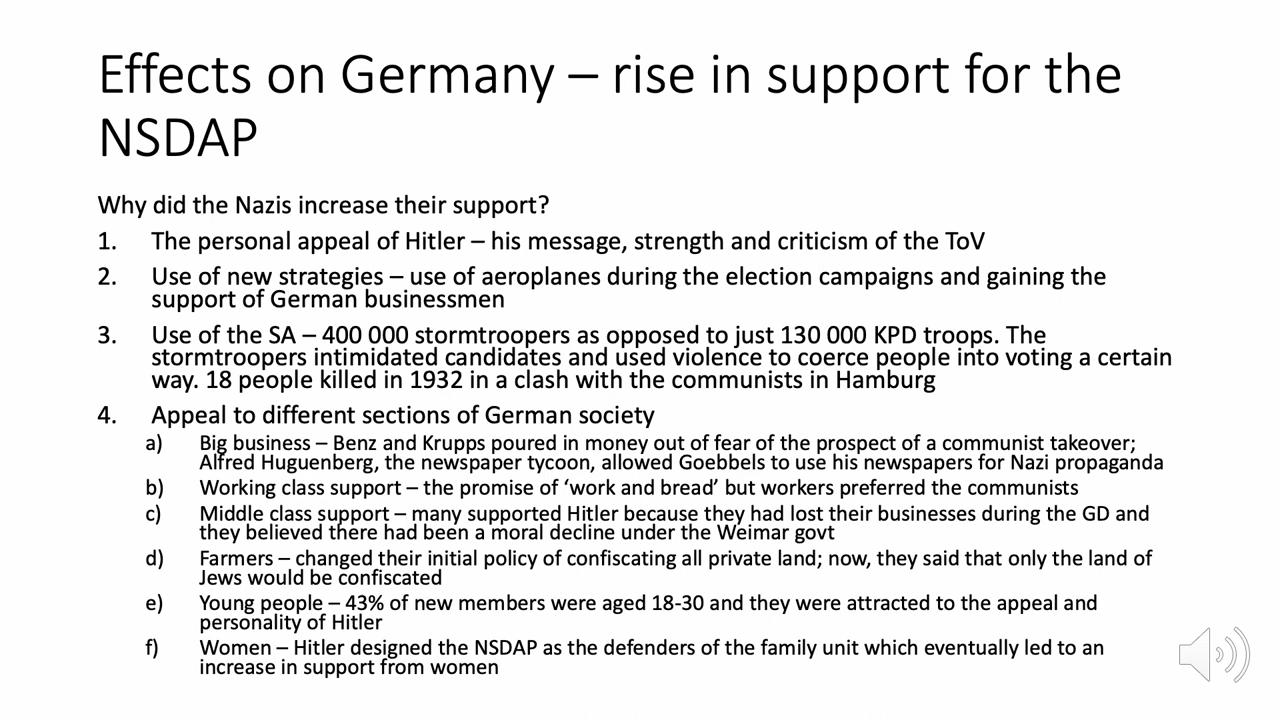 Effects on Germany – rise in support for the
NSDAP
Why did the Nazis increase their support?
1. The personal appeal of Hitler – his message, strength and criticism of the ToV
2. Use of new strategies – use of aeroplanes during the election campaigns and gaining the
support of German businessmen
3. Use of the SA – 400 000 stormtroopers as opposed to just 130 000 KPD troops. The
stormtroopers intimidated candidates and used violence to coerce people into voting a certain
way. 18 people killed in 1932 in a clash with the communists in Hamburg
4. Appeal to different sections of German society
a) Big business – Benz and Krupps poured in money out of fear of the prospect of a communist takeover;
Alfred Huguenberg, the newspaper tycoon, allowed Goebbels to use his newspapers for Nazi propaganda
b) Working class support – the promise of ‘work and bread’ but workers preferred the communists
c) Middle class support – many supported Hitler because they had lost their businesses during the GD and
they believed there had been a moral decline under the Weimar govt
d) Farmers – changed their initial policy of confiscating all private land; now, they said that only the land of
Jews would be confiscated
e) Young people – 43% of new members were aged 18-30 and they were attracted to the appeal and
personality of Hitler
f) Women – Hitler designed the NSDAP as the defenders of the family unit which eventually led to an
increase in support from women